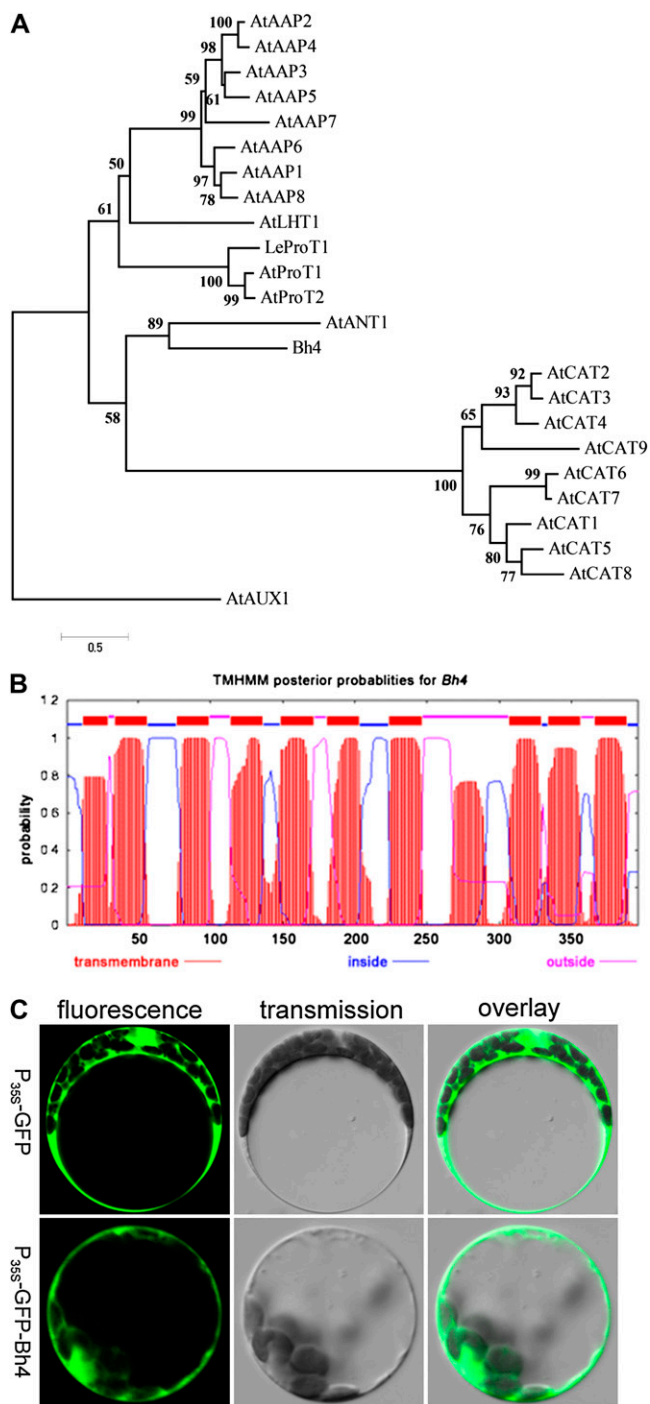 A
100
AtAAP2
AtAAP4
98
AtAAP3
59
61
AtAAP5
99
AtAAP7
AtAAP6
50
97
AtAAP1
78
AtAAP8
61
AtLHT1
LeProT1
100
AtProT1
99
AtProT2
89
AtANT1
Bh4
58
92
AtCAT2
93
AtCAT3
65
AtCAT4
AtCAT9
100
99
AtCAT6
AtCAT7
76
AtCAT1
80
AtCAT5
77
AtCAT8
AtAUX1
0.5
B
TMHMM posterior probablities for Bh4
1.2
1
0.8
0.6
0.4
0.2
0
probability
50 100 150 200 250 300 350
transmembrane inside outside
C
fluorescence transmission overlay
P35S-GFP
P35S-GFP-Bh4